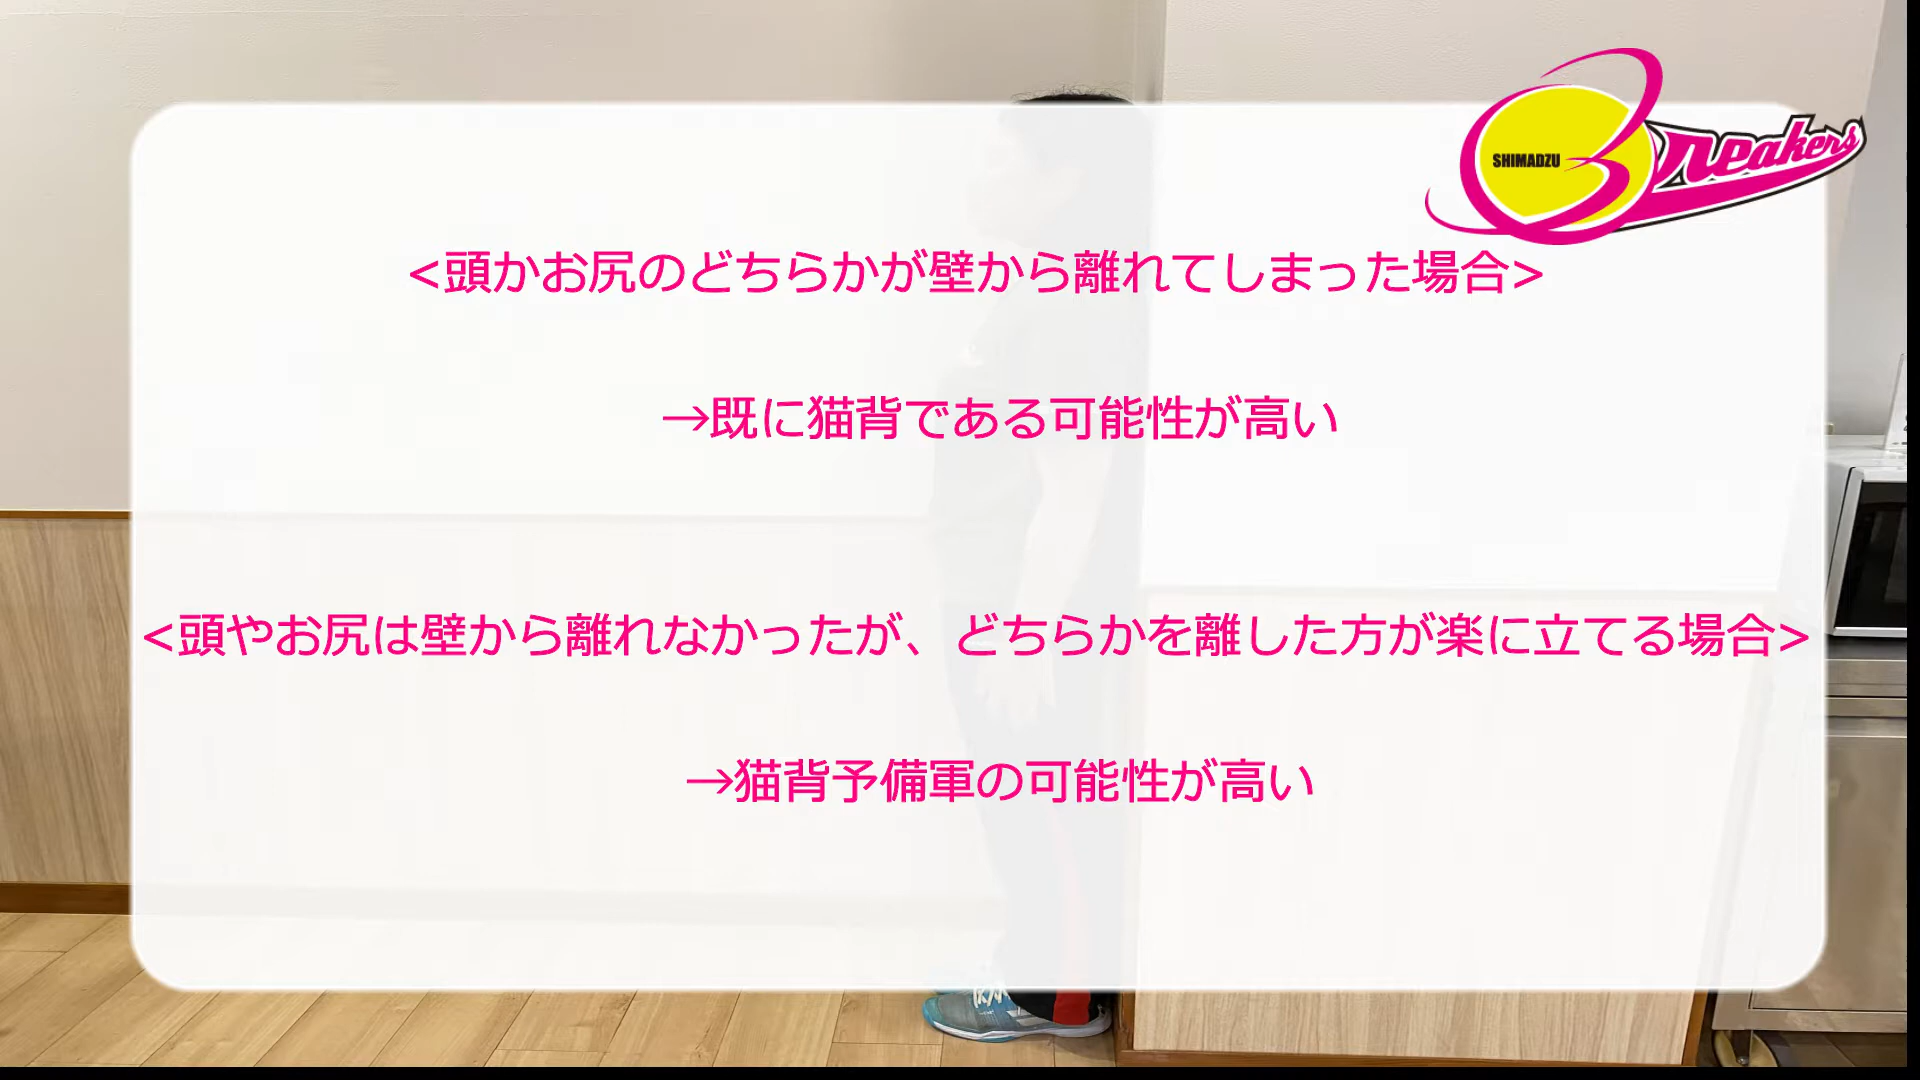 SHIMADZU Breakers
<頭かお尻のどちらかが壁から離れてしまった場合>
→既に猫背である可能性が高い
<頭やお尻は壁から離れなかったが、どちらかを離した方が楽に立てる場合>
→猫背予備軍の可能性が高い